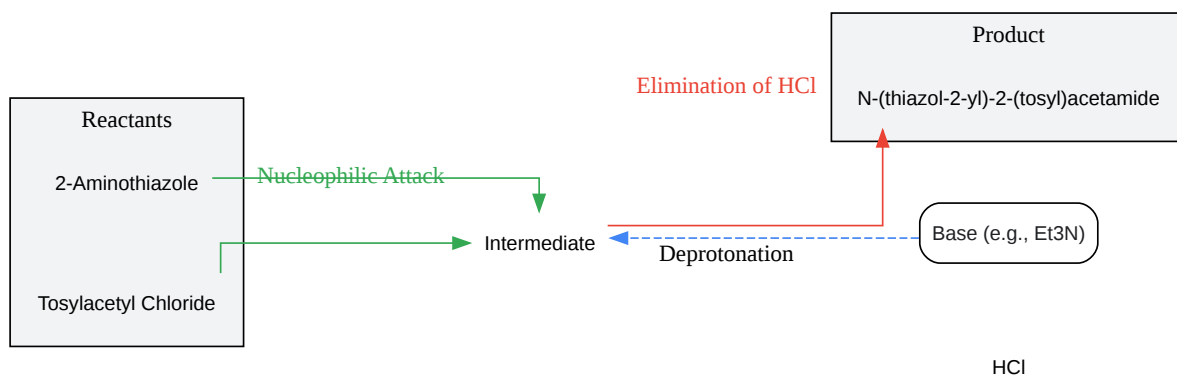 Product
Elimination of HCl
N-(thiazol-2-yl)-2-(tosyl)acetamide
Reactants
2-Aminothiazole
Nucleophilic Attack
Intermediate
Base (e.g., Et3N)
Deprotonation
Tosylacetyl Chloride
HCl